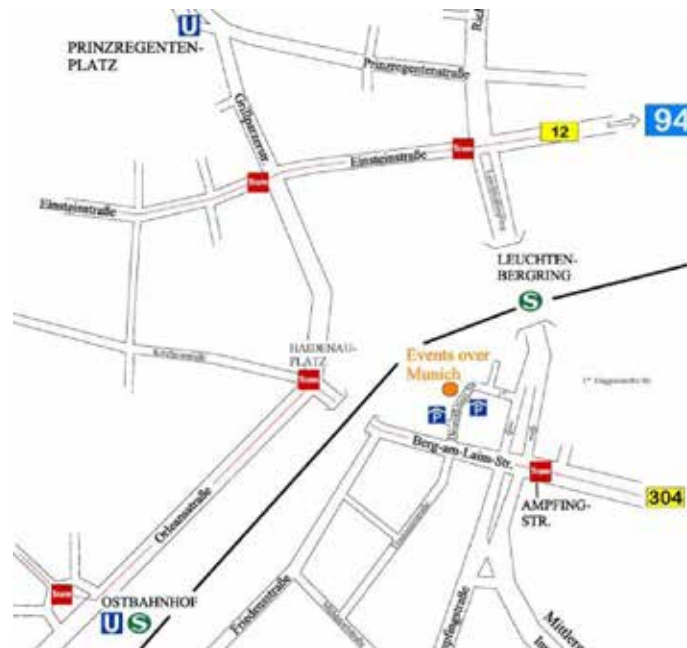 U
PRINZREGENTEN-
PLATZ
Prinzregentenstraße
Grillparzerstr.
94
12
Tram
Einsteinstraße
Tram
Einsteinstraße
LEUCHTEN-
BERGRING
S
HAIDENAU-
PLATZ
Tram
Events over
Munich
P
P
Berg-am-Laim-Str.
Tram
304
AMPFING-
STR.
Orleansstraße
Tram
OSTBAHNHOF
U S
Friedenstraße